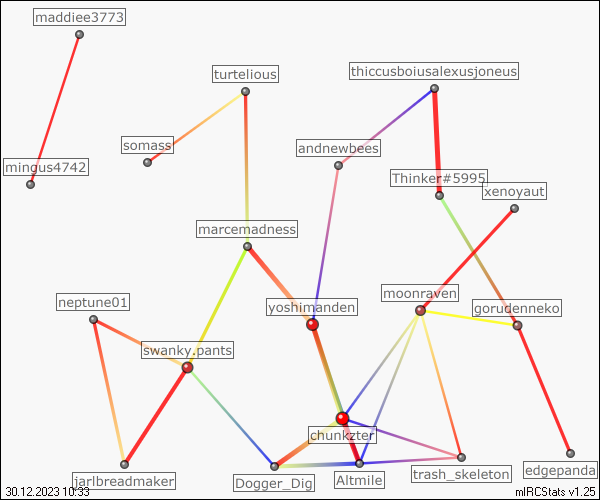 maddiee3773
turtelious
thiccusboiusalexusjoneus
somass
andnewbees
mingus4742
Thinker#5995
xenoyaut
marcemadness
neptune01
yoshimanden
moonraven
gorudenneko
swanky.pants
chunkzter
jarlbreadmaker
Dogger_Dig
Altmile
trash_skeleton
edgepanda
30.12.2023 10:33
mIRCStats v1.25